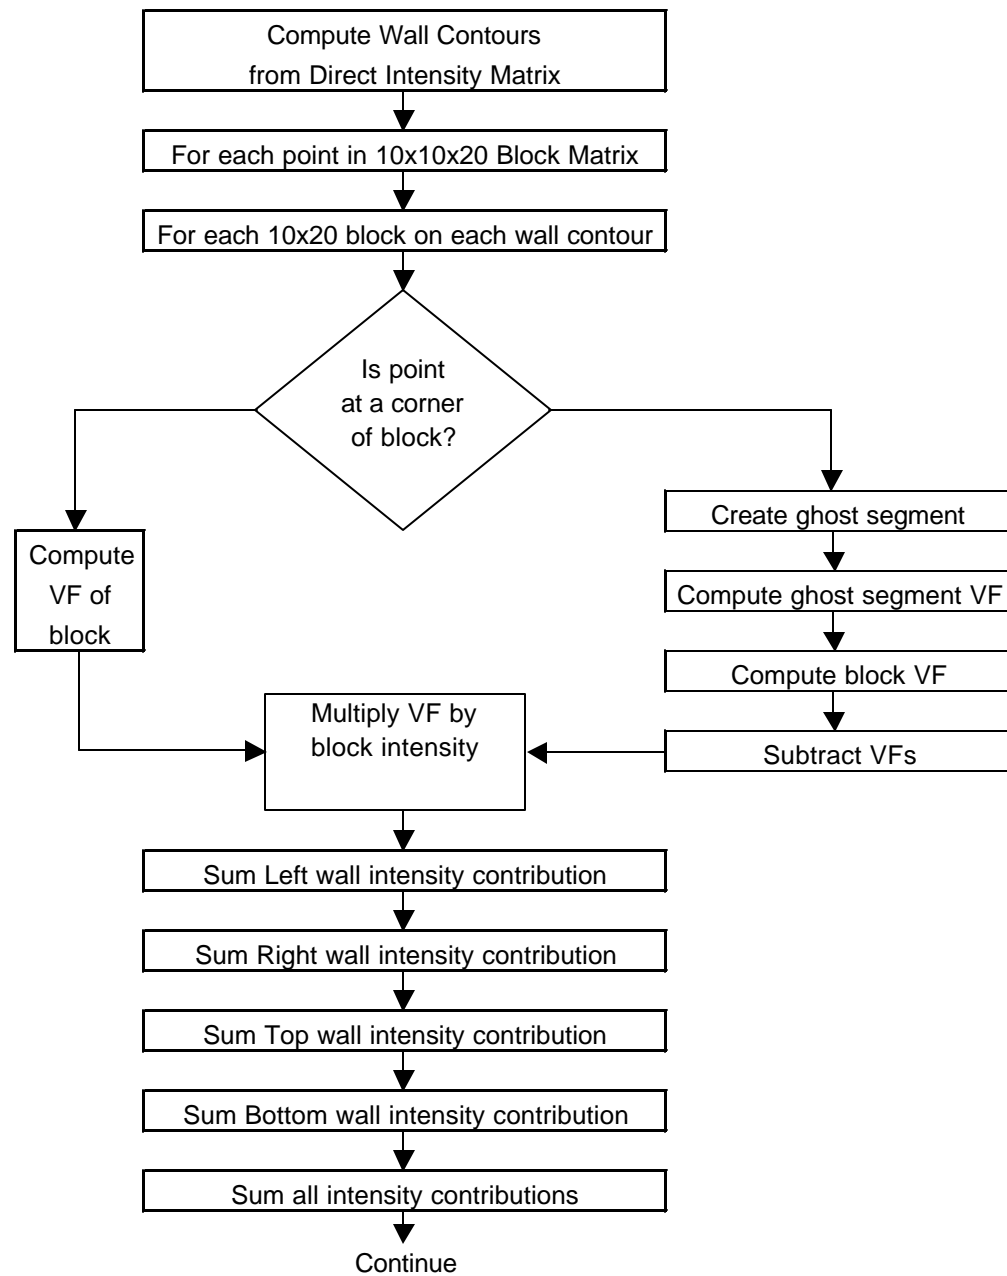 Compute Wall Contours
from Direct Intensity Matrix
For each point in 10x10x20 Block Matrix
For each 10x20 block on each wall contour
Is point
at a corner
of block?
Compute
VF of
block
Create ghost segment
Compute ghost segment VF
Compute block VF
Subtract VFs
Multiply VF by
block intensity
Sum Left wall intensity contribution
Sum Right wall intensity contribution
Sum Top wall intensity contribution
Sum Bottom wall intensity contribution
Sum all intensity contributions
Continue